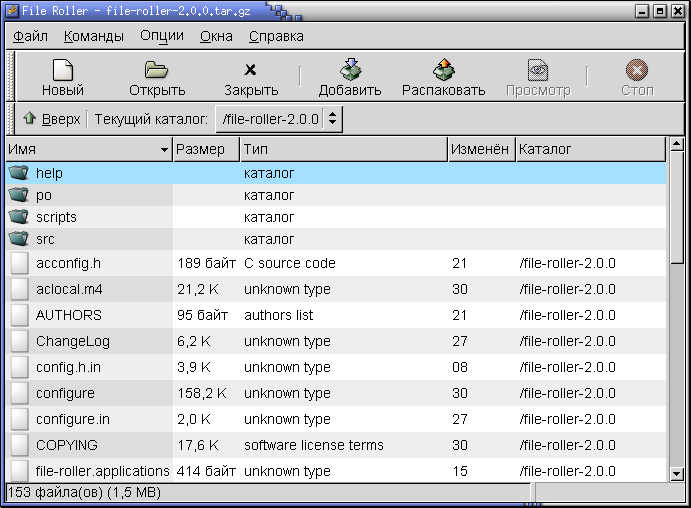 File Roller - file-roller-2.0.0.tar.gz
Файл Команды Опции Окна Справка
Новый Открыть Закрыть Добавить Распаковать Просмотр Стоп
Вверх Текущий каталог: /file-roller-2.0.0
Имя Размер Тип Изменён Каталог
help каталог
po каталог
scripts каталог
src каталог
acconfig.h 189 байт C source code 21 /file-roller-2.0.0
aclocal.m4 21,2 K unknown type 30 /file-roller-2.0.0
AUTHORS 95 байт authors list 21 /file-roller-2.0.0
ChangeLog 6,2 K unknown type 27 /file-roller-2.0.0
config.h.in 3,9 K unknown type 08 /file-roller-2.0.0
configure 158,2 K unknown type 30 /file-roller-2.0.0
configure.in 2,0 K unknown type 27 /file-roller-2.0.0
COPYING 17,6 K software license terms 30 /file-roller-2.0.0
file-roller.applications 414 байт unknown type 15 /file-roller-2.0.0
153 файла(ов) (1,5 MB)